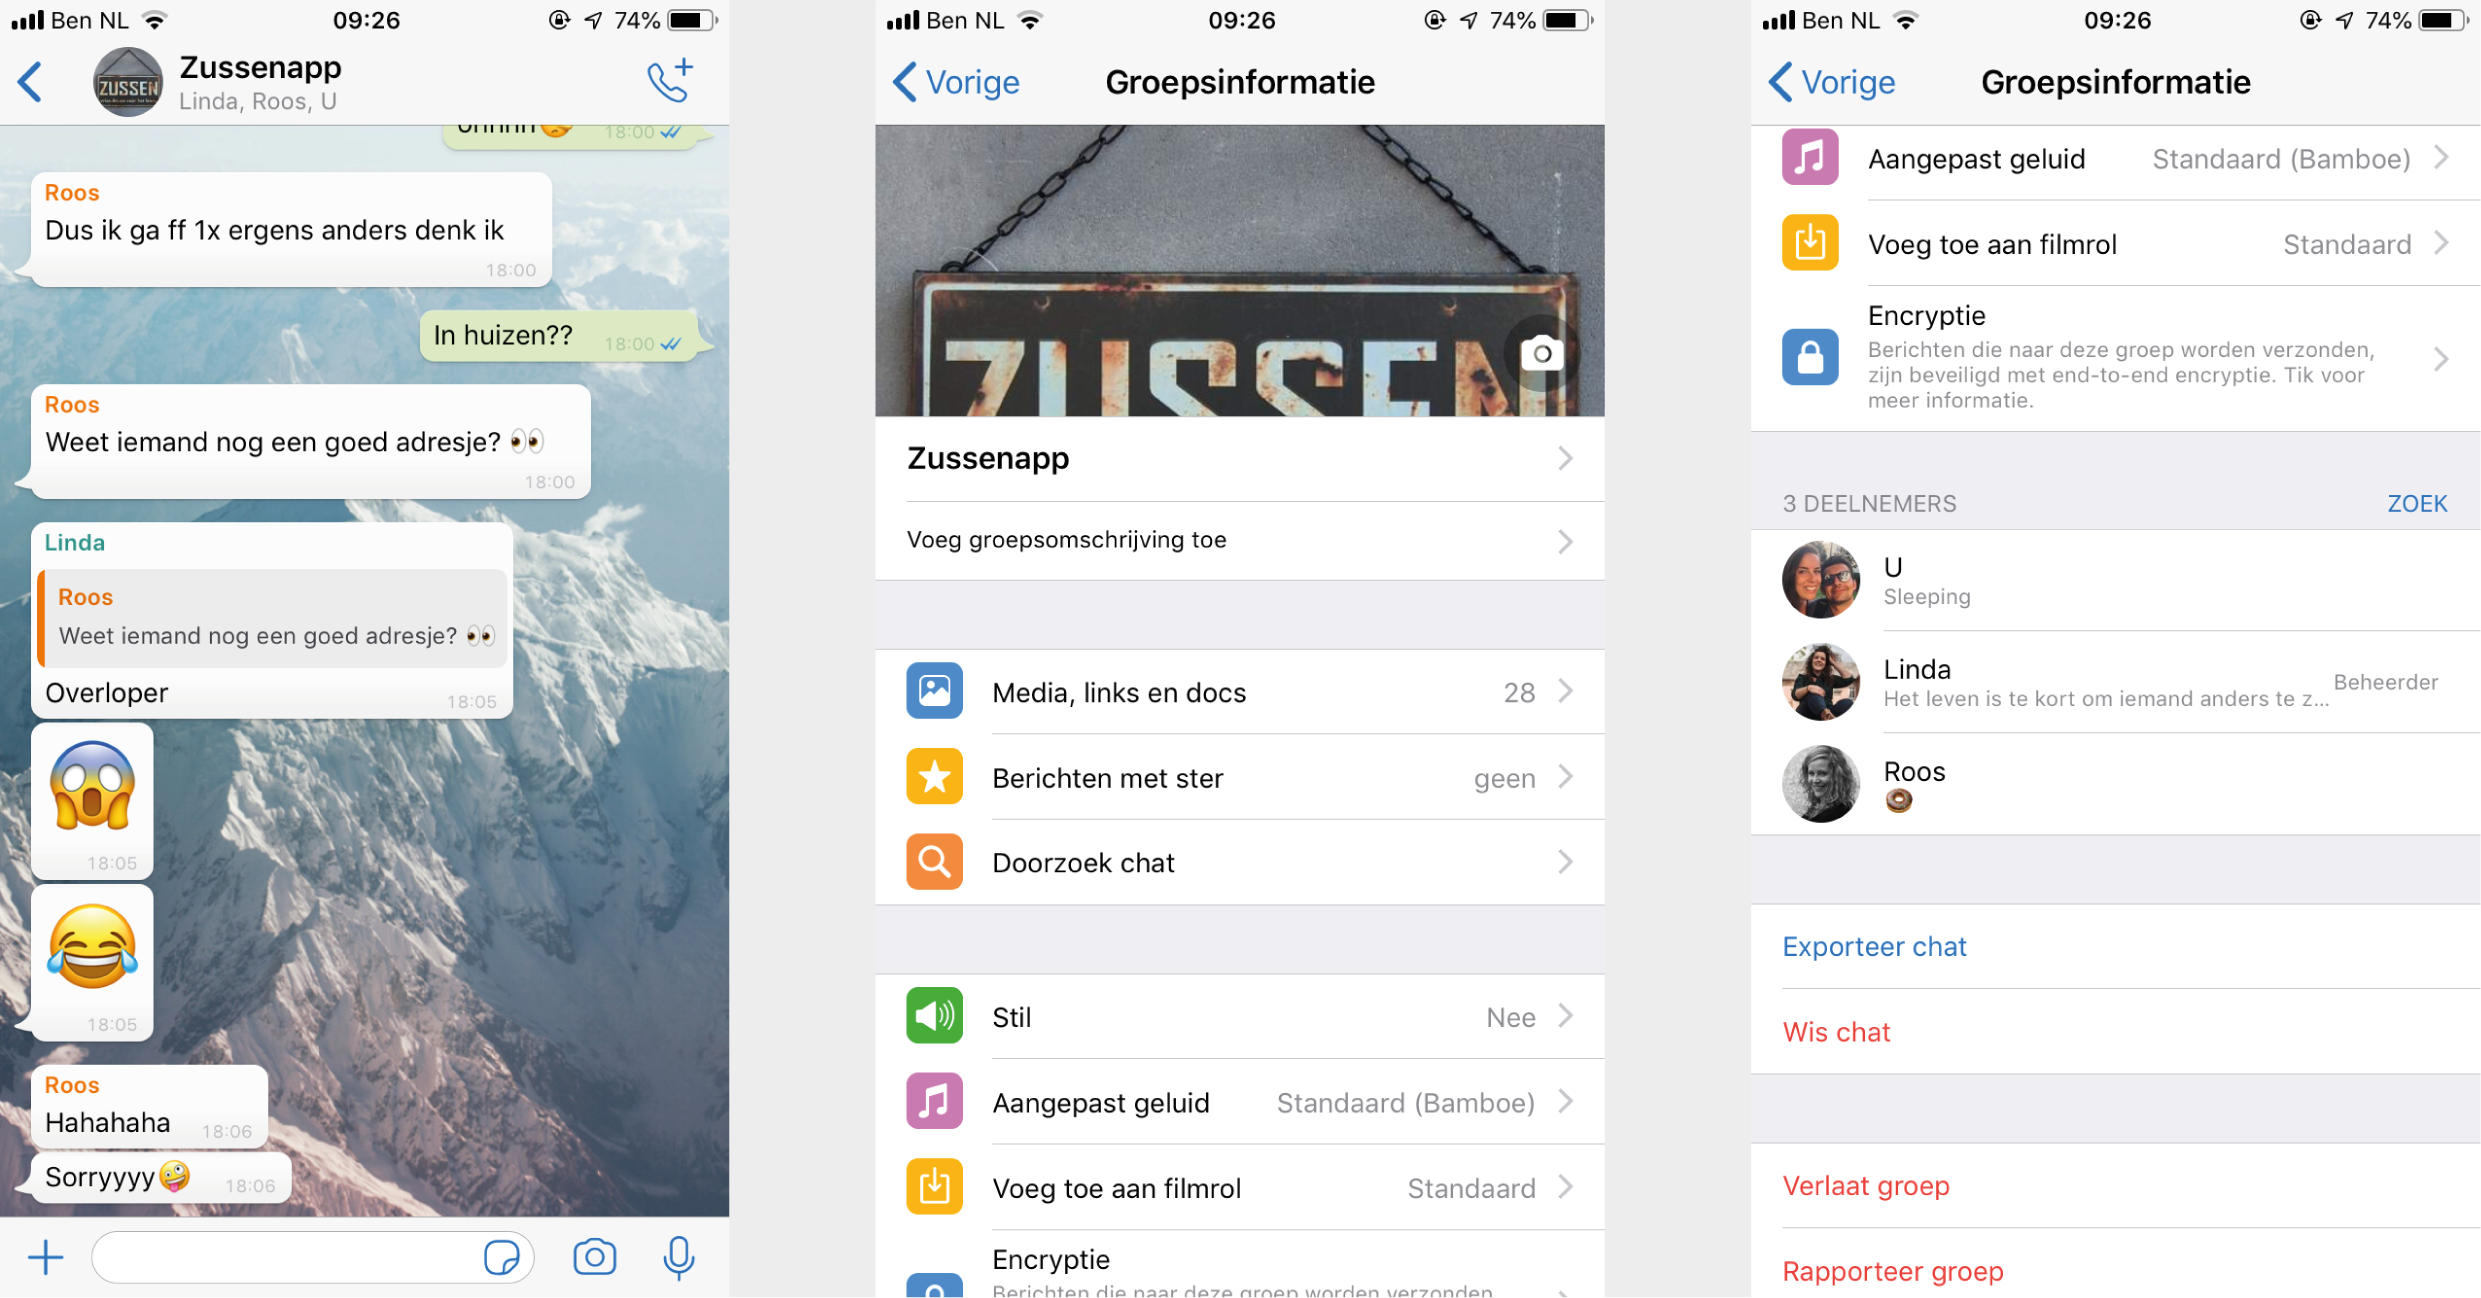 Ben NL
09:26
74%
Zussenapp
Linda, Roos, U
18:00
Roos
Dus ik ga ff 1x ergens anders denk ik
18:00
In huizen??
18:00
Roos
Weet iemand nog een goed adresje? 👀
18:00
Linda
Roos
Weet iemand nog een goed adresje? 👀
Overloper
18:05
😱
18:05
😂
18:05
Roos
Hahahaha
18:06
Sorryyyy🤪
18:06
Ben NL
09:26
74%
Vorige
Groepsinformatie
ZUSSEN
Zussenapp
Voeg groepsomschrijving toe
Media, links en docs 28
Berichten met ster geen
Doorzoek chat
Stil Nee
Aangepast geluid Standaard (Bamboe)
Voeg toe aan filmrol Standaard
Encryptie
Berichten die naar deze groep worden verzonden
Ben NL
09:26
74%
Vorige
Groepsinformatie
Aangepast geluid Standaard (Bamboe)
Voeg toe aan filmrol Standaard
Encryptie
Berichten die naar deze groep worden verzonden,
zijn beveiligd met end-to-end encryptie. Tik voor
meer informatie.
3 DEELNEMERS ZOEK
U
Sleeping
Linda
Het leven is te kort om iemand anders te z...
Beheerder
Roos
🍩
Exporteer chat
Wis chat
Verlaat groep
Rapporteer groep